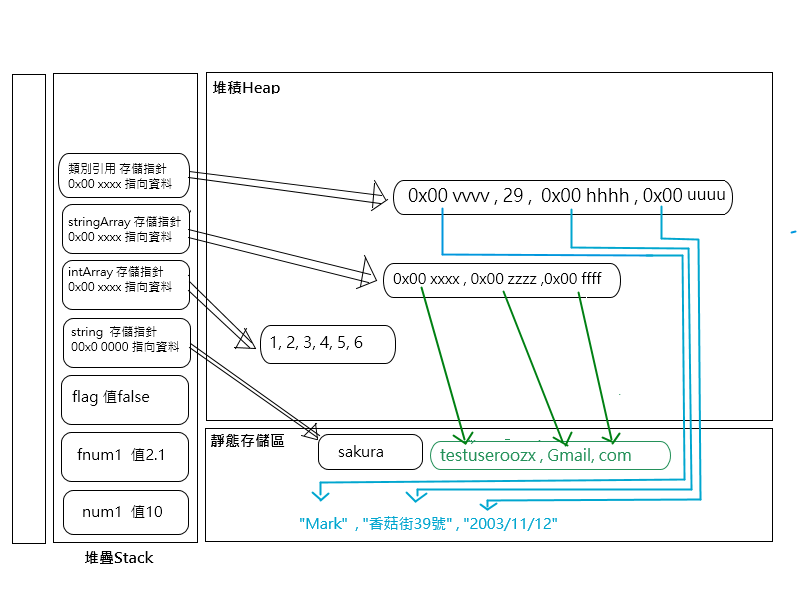 堆積Heap
類別引用 存儲指針
0x00 xxxx 指向資料
0x00 vvvv , 29 , 0x00 hhhh , 0x00 uuuu
stringArray 存儲指針
0x00 xxxx 指向資料
intArray 存儲指針
0x00 xxxx 指向資料
0x00 xxxx , 0x00 zzzz ,0x00 ffff
string 存儲指針
00x0 0000 指向資料
1, 2, 3, 4, 5, 6
flag 值false
靜態存儲區
fnum1 值2.1
sakura
testuseroozx , Gmail, com
num1 值10
"Mark" , "香菇街39號" , "2003/11/12"
堆疊Stack